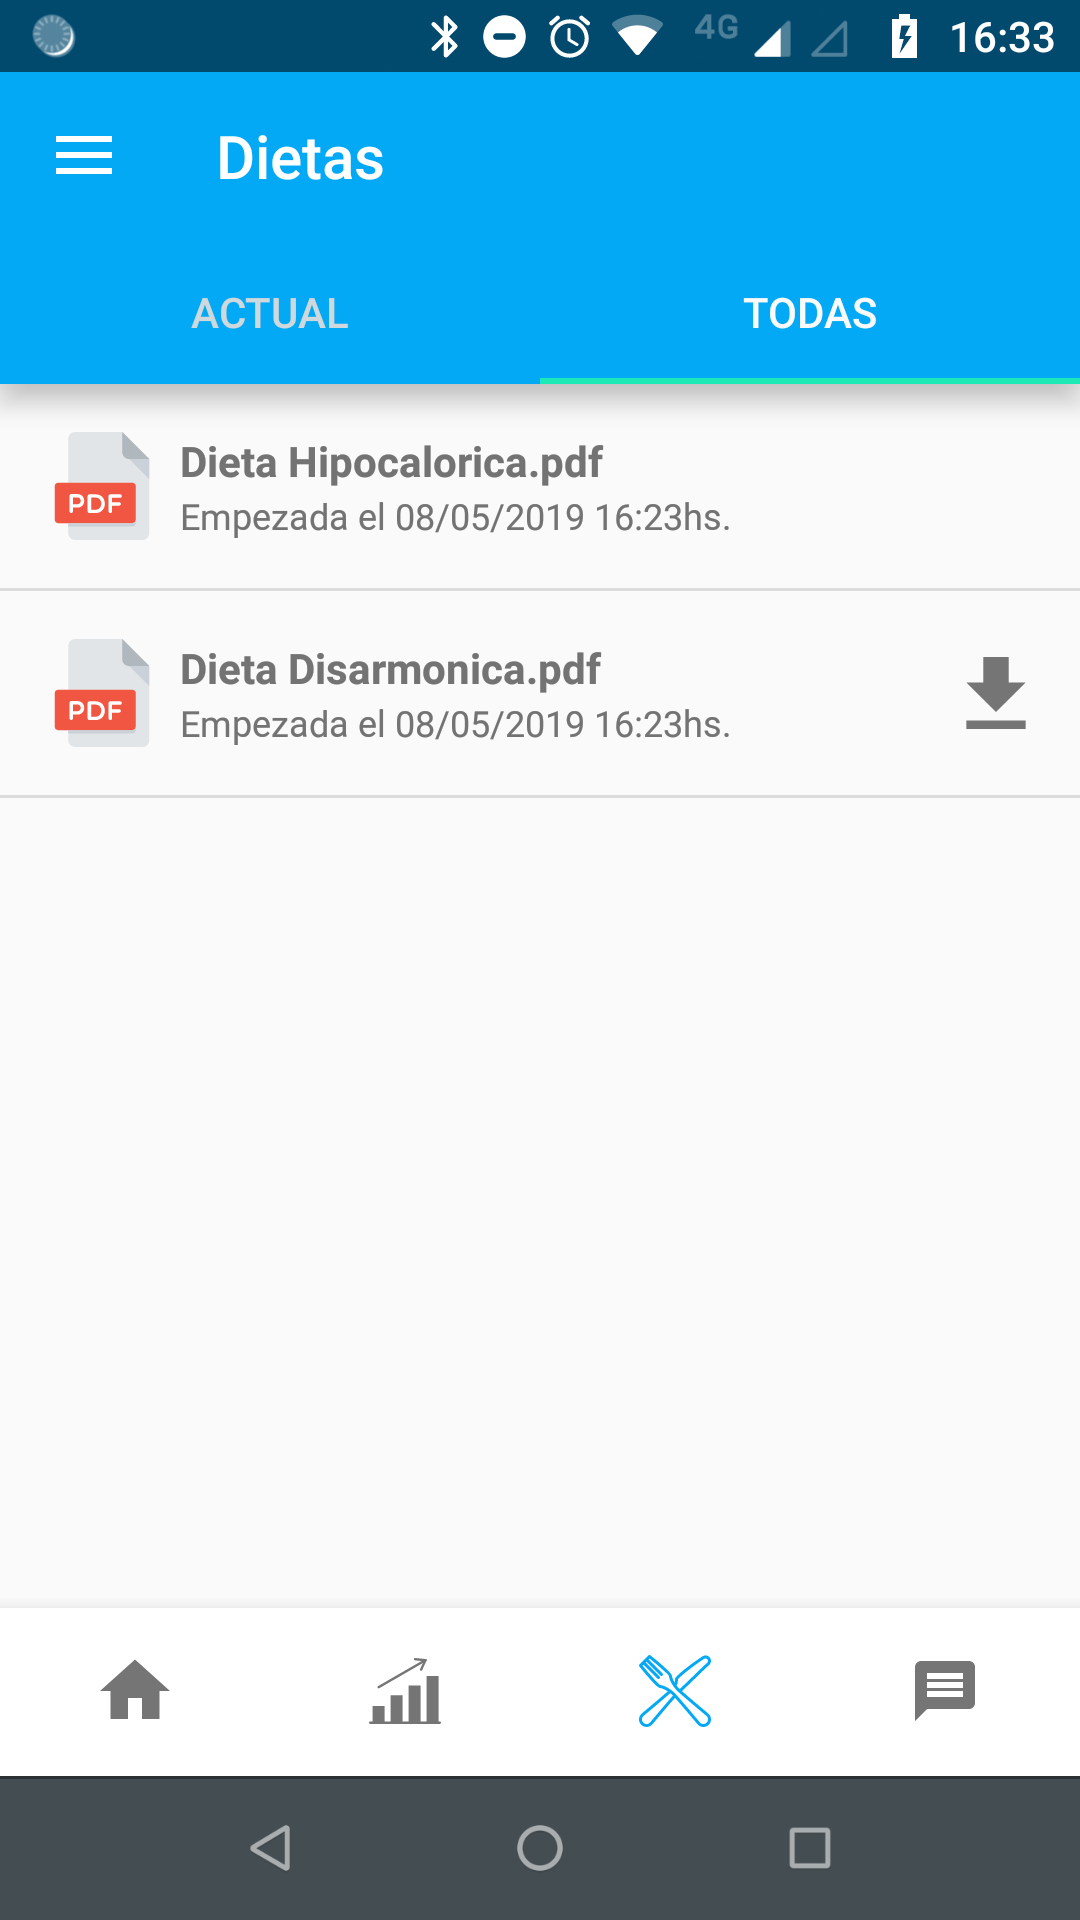 4G 16:33
Dietas
ACTUAL TODAS
Dieta Hipocalorica.pdf
PDF
Empezada el 08/05/2019 16:23hs.
Dieta Disarmonica.pdf
PDF
Empezada el 08/05/2019 16:23hs.